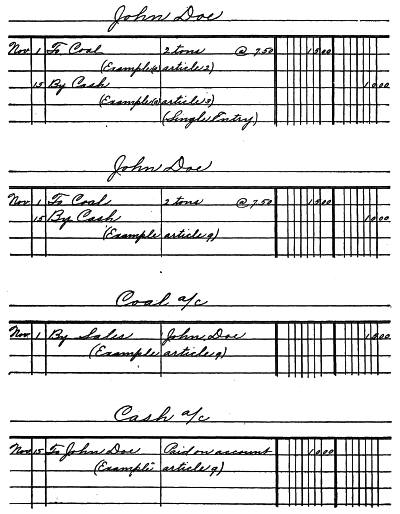 John Doe
Nov 1 To Coal 2 tons @ 7.50 15.00
(Example(a) article 2)
15 By Cash 10.00
(Example(a) article 3)
(Single Entry)
John Doe
Nov 1 To Coal 2 tons @ 7.50 15.00
15 By Cash 10.00
(Example article 9)
Coal a/c
Nov 1 By Sales John Doe 15.00
(Example article 9)
Cash a/c
Nov 15 To John Doe Paid on account 10.00
(Example article 9)